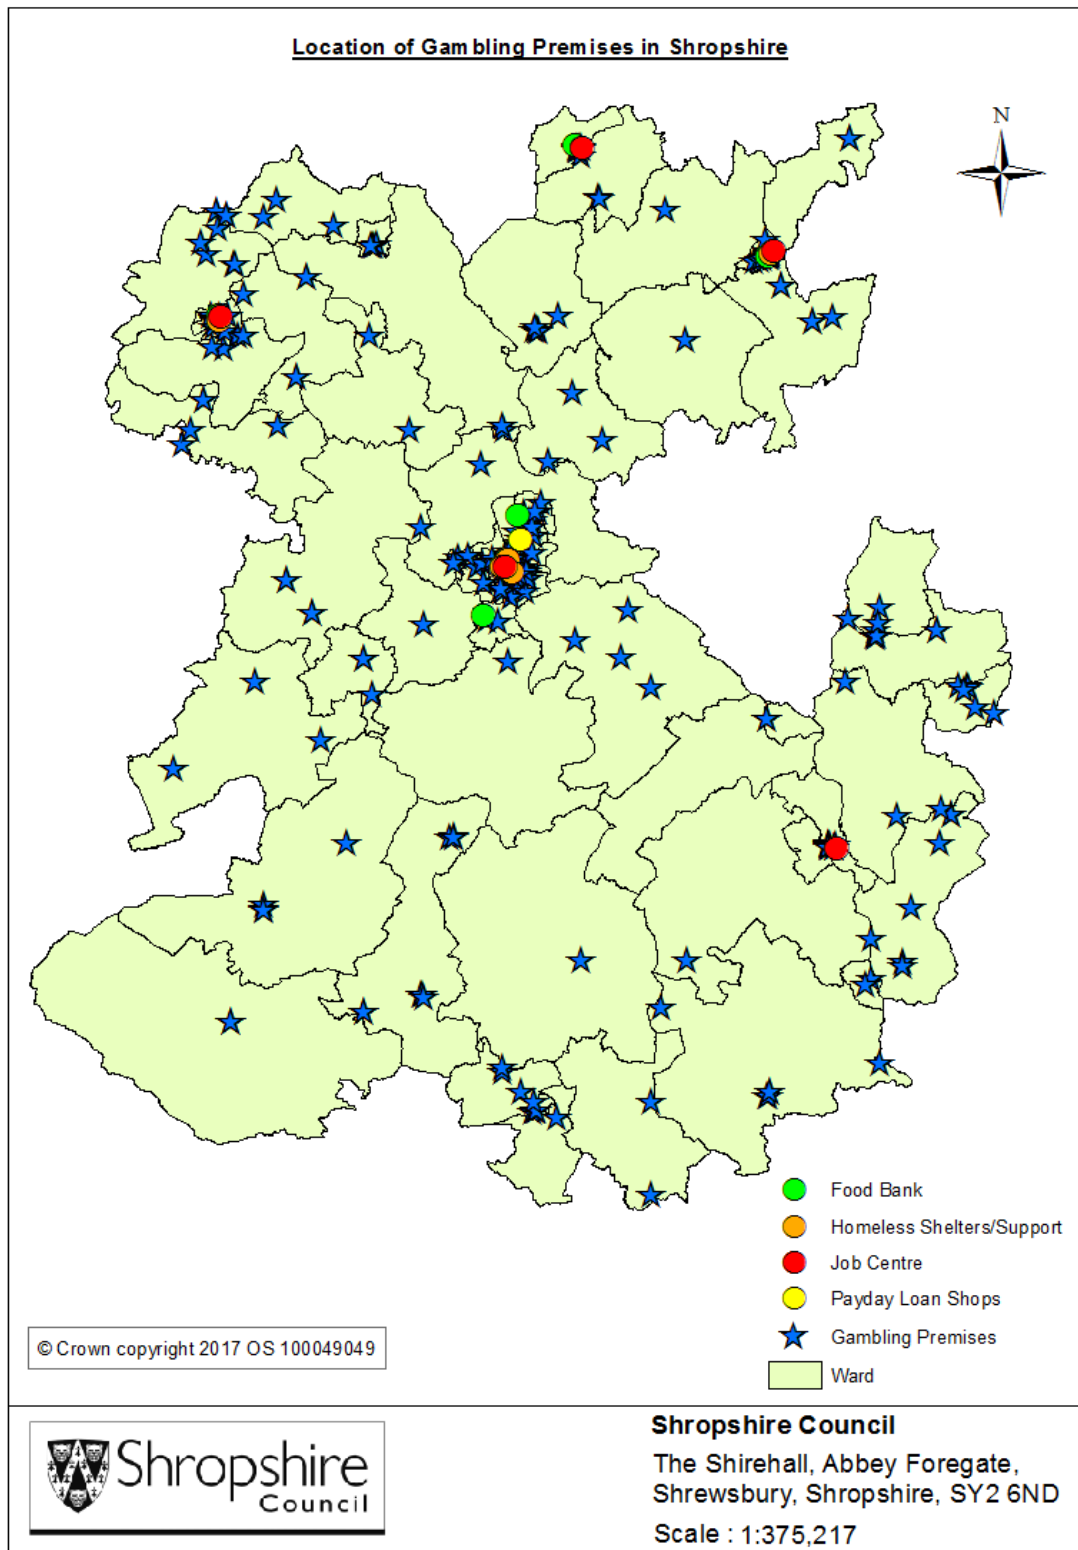 Location of Gambling Premises in Shropshire
N
Food Bank
Homeless Shelters/Support
Job Centre
Payday Loan Shops
Gambling Premises
Ward
© Crown copyright 2017 OS 100049049
Shropshire
Council
Shropshire Council
The Shirehall, Abbey Foregate,
Shrewsbury, Shropshire, SY2 6ND
Scale : 1:375,217